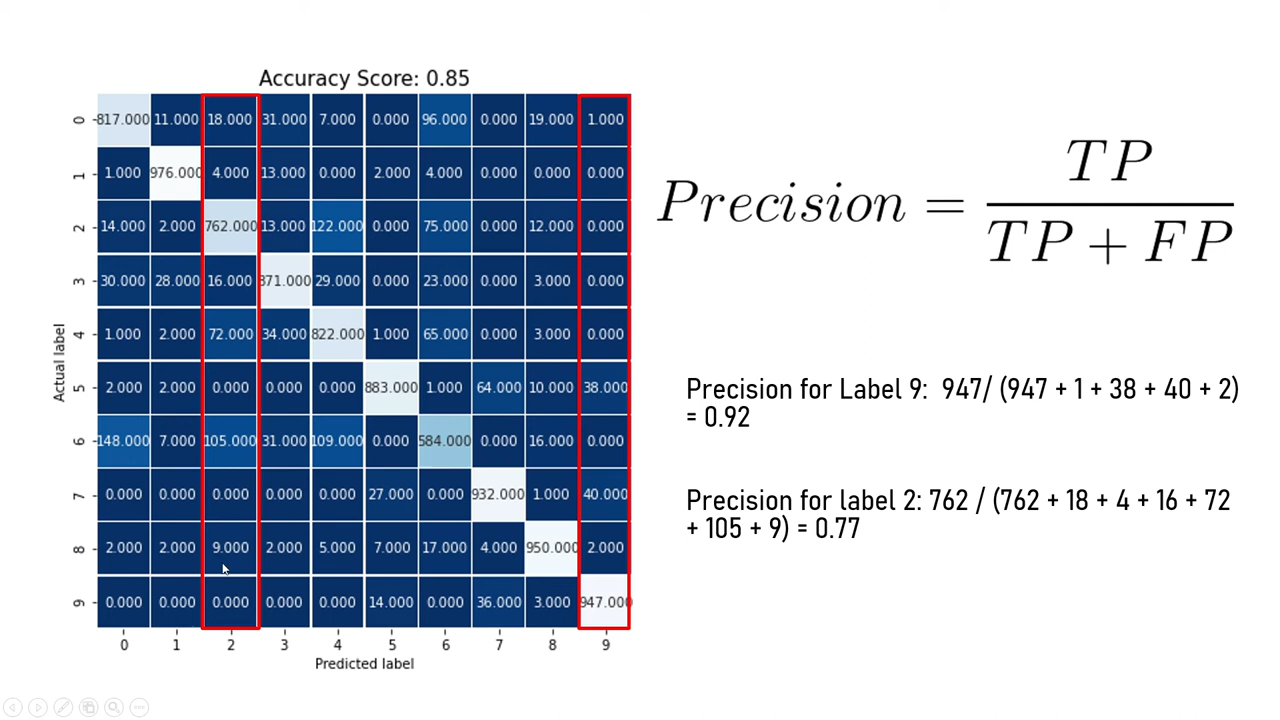 Accuracy Score: 0.85
0 817.000 11.000 18.000 31.000 7.000 0.000 96.000 0.000 19.000 1.000
1 1.000 976.000 4.000 13.000 0.000 2.000 4.000 0.000 0.000 0.000
2 14.000 2.000 762.000 13.000 122.000 0.000 75.000 0.000 12.000 0.000
3 30.000 28.000 16.000 871.000 29.000 0.000 23.000 0.000 3.000 0.000
4 1.000 2.000 72.000 34.000 822.000 1.000 65.000 0.000 3.000 0.000
5 2.000 2.000 0.000 0.000 0.000 883.000 1.000 64.000 10.000 38.000
6 148.000 7.000 105.000 31.000 109.000 0.000 584.000 0.000 16.000 0.000
7 0.000 0.000 0.000 0.000 0.000 27.000 0.000 932.000 1.000 40.000
8 2.000 2.000 9.000 2.000 5.000 7.000 17.000 4.000 950.000 2.000
9 0.000 0.000 0.000 0.000 0.000 14.000 0.000 36.000 3.000 947.000
0 1 2 3 4 5 6 7 8 9
Actual label
Predicted label
Precision = TP / TP + FP
Precision for Label 9: 947/ (947 + 1 + 38 + 40 + 2)
= 0.92
Precision for label 2: 762 / (762 + 18 + 4 + 16 + 72
+ 105 + 9) = 0.77